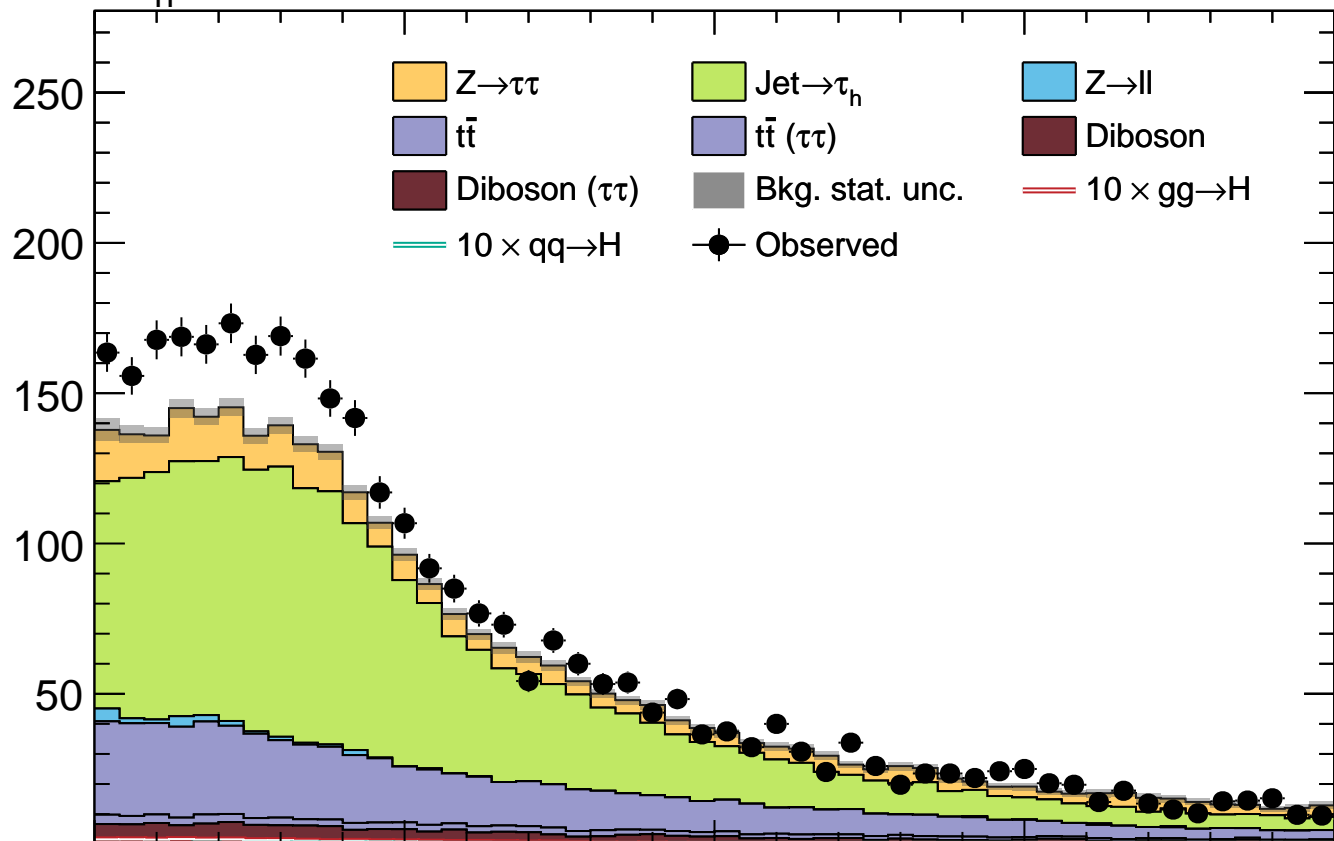 H
250
Z→ττ Jet→τh Z→ll
tt̄ tt̄ (ττ) Diboson
Diboson (ττ) Bkg. stat. unc. 10 × gg→H
200
10 × qq→H Observed
150
100
50